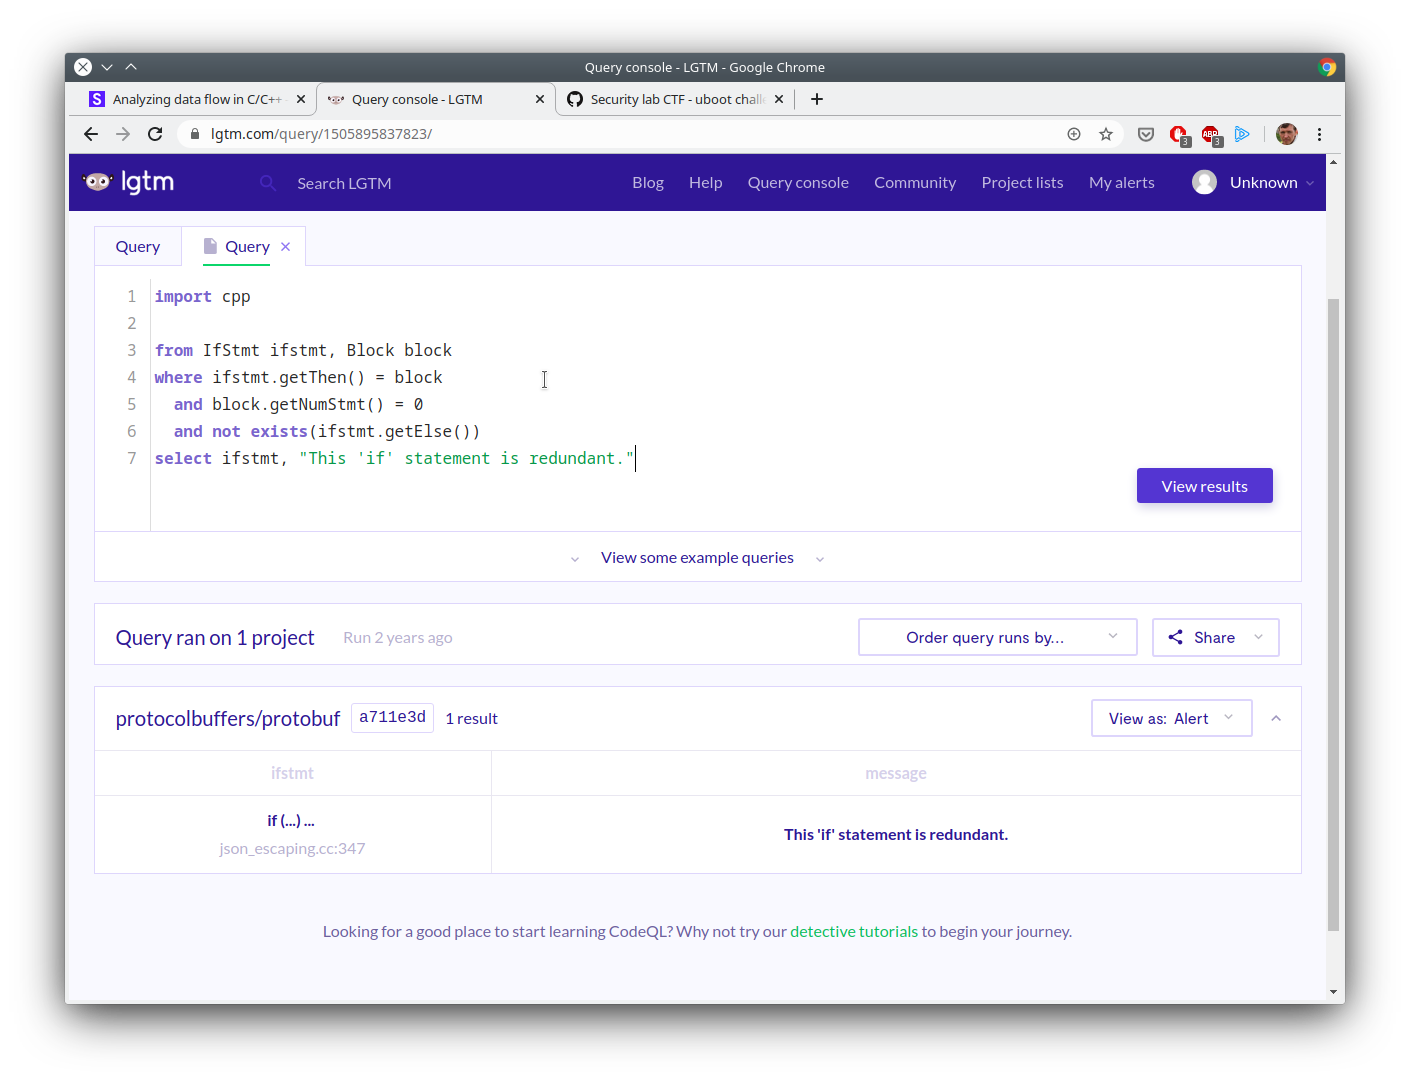 Query console - LGTM - Google Chrome
S Analyzing data flow in C/C++ - Query console - LGTM Security lab CTF - uboot chall
lgtm.com/query/1505895837823/
3 ABP 3
lgtm Search LGTM Blog Help Query console Community Project lists My alerts Unknown
Query Query
1 import cpp
2
3 from IfStmt ifstmt, Block block
4 where ifstmt.getThen() = block
5 and block.getNumStmt() = 0
6 and not exists(ifstmt.getElse())
7 select ifstmt, "This 'if' statement is redundant."
View results
View some example queries
Query ran on 1 project Run 2 years ago Order query runs by... Share
protocolbuffers/protobuf a711e3d 1 result View as: Alert
ifstmt message
if (...) ...
json_escaping.cc:347
This 'if' statement is redundant.
Looking for a good place to start learning CodeQL? Why not try our detective tutorials to begin your journey.